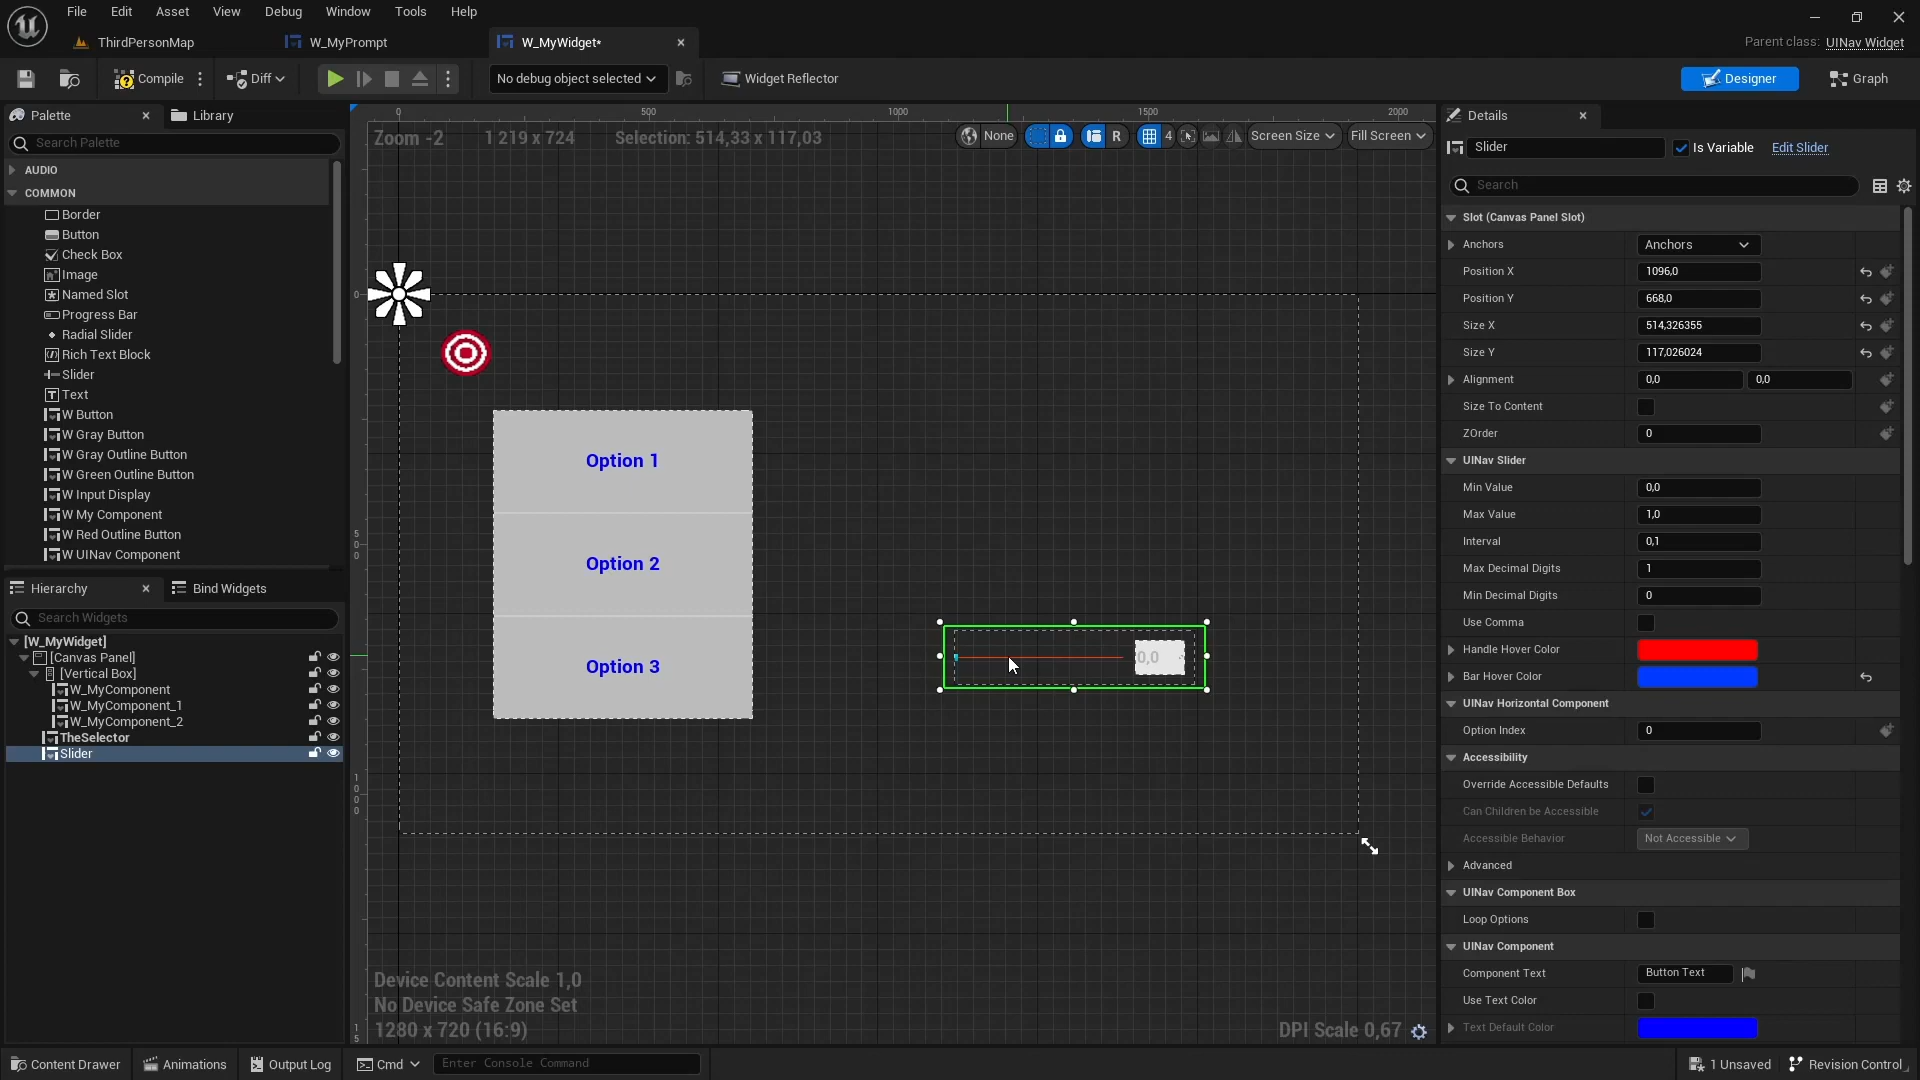 File Edit Asset View Debug Window Tools Help
ThirdPersonMap W_MyPrompt W_MyWidget* Parent class: UINav Widget
Compile Diff No debug object selected Widget Reflector Designer Graph
Palette Library
Search Palette
AUDIO
COMMON
Border
Button
Check Box
Image
Named Slot
Progress Bar
Radial Slider
Rich Text Block
Slider
Text
W Button
W Gray Button
W Gray Outline Button
W Green Outline Button
W Input Display
W My Component
W Red Outline Button
W UINav Component
Hierarchy Bind Widgets
Search Widgets
[W_MyWidget]
[Canvas Panel]
[Vertical Box]
W_MyComponent
W_MyComponent_1
W_MyComponent_2
TheSelector
Slider
0 500 1000 1500 2000
Zoom -2 1 219 x 724 Selection: 514,33 x 117,03 None R 4 Screen Size Fill Screen
0
500
1000
15
Option 1
Option 2
Option 3
0,0
Device Content Scale 1,0
No Device Safe Zone Set
1280 x 720 (16:9) DPI Scale 0,67
Details
Slider Is Variable Edit Slider
Search
Slot (Canvas Panel Slot)
Anchors Anchors
Position X 1096,0
Position Y 668,0
Size X 514,326355
Size Y 117,026024
Alignment 0,0 0,0
Size To Content
ZOrder 0
UINav Slider
Min Value 0,0
Max Value 1,0
Interval 0,1
Max Decimal Digits 1
Min Decimal Digits 0
Use Comma
Handle Hover Color
Bar Hover Color
UINav Horizontal Component
Option Index 0
Accessibility
Override Accessible Defaults
Can Children be Accessible
Accessible Behavior Not Accessible
Advanced
UINav Component Box
Loop Options
UINav Component
Component Text Button Text
Use Text Color
Text Default Color
Content Drawer Animations Output Log Cmd Enter Console Command 1 Unsaved Revision Control